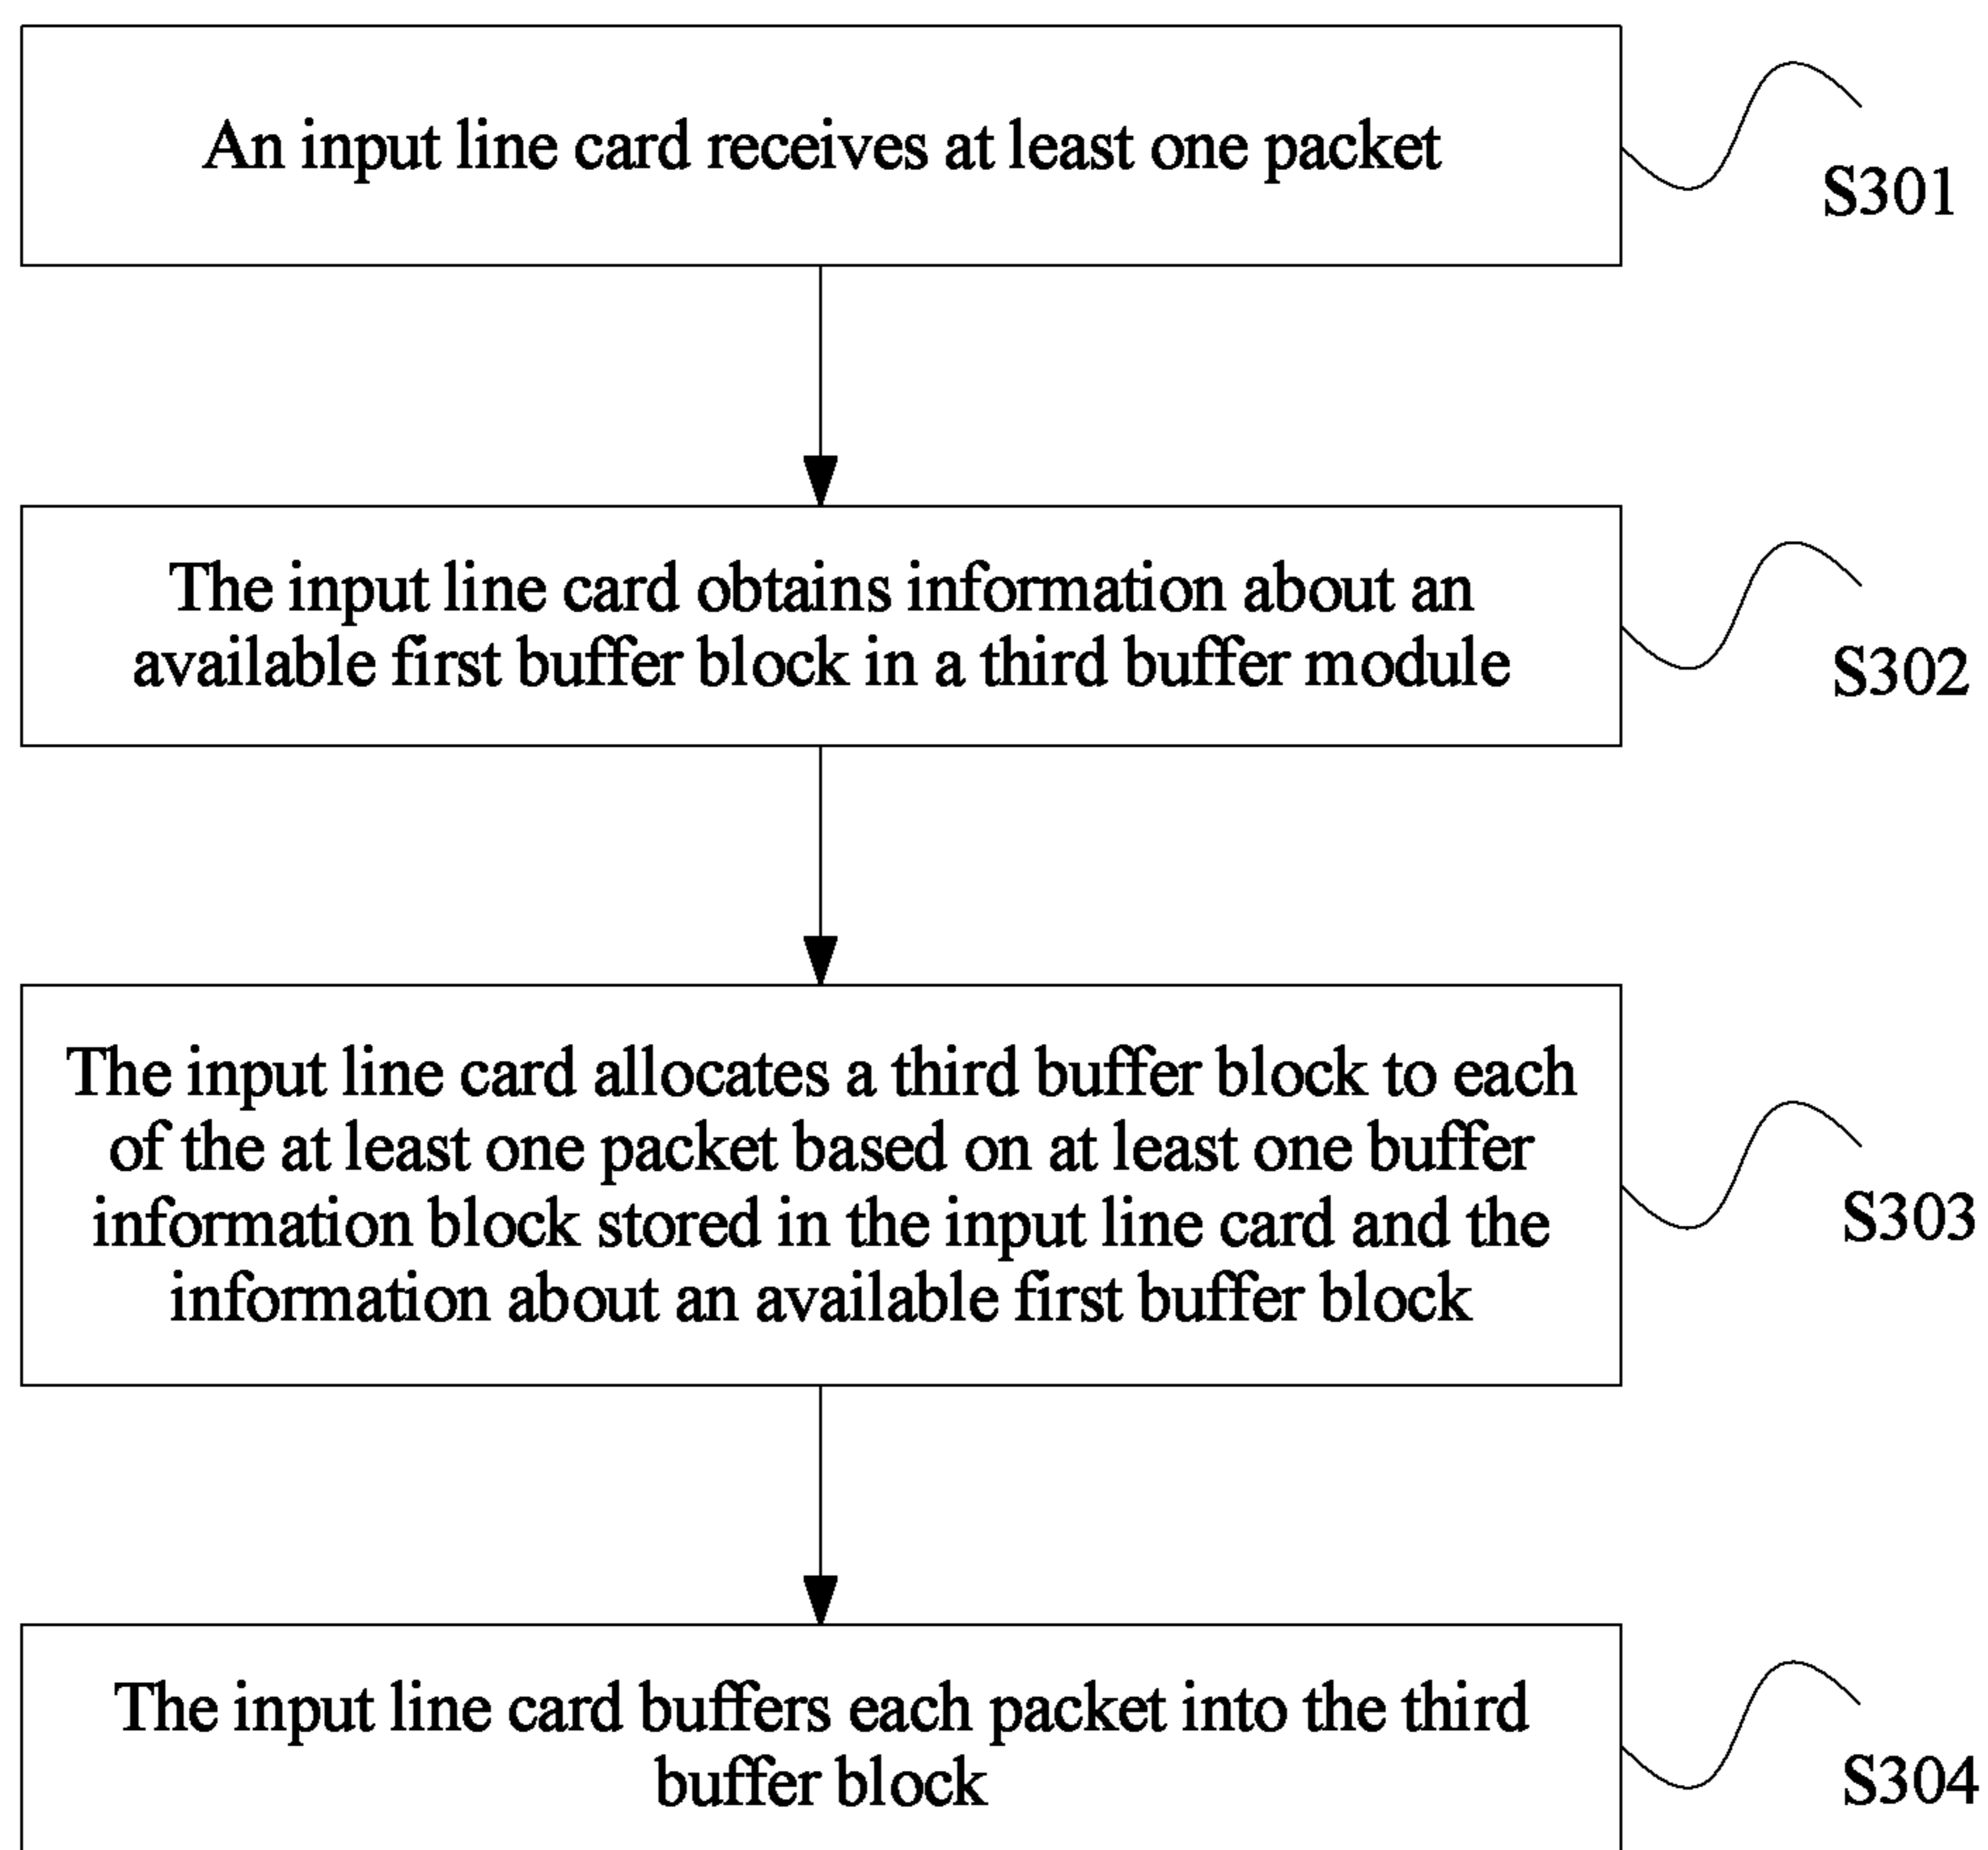 An input line card receives at least one packet
S301
The input line card obtains information about an
available first buffer block in a third buffer module
S302
The input line card allocates a third buffer block to each
of the at least one packet based on at least one buffer
information block stored in the input line card and the
information about an available first buffer block
S303
The input line card buffers each packet into the third
buffer block
S304